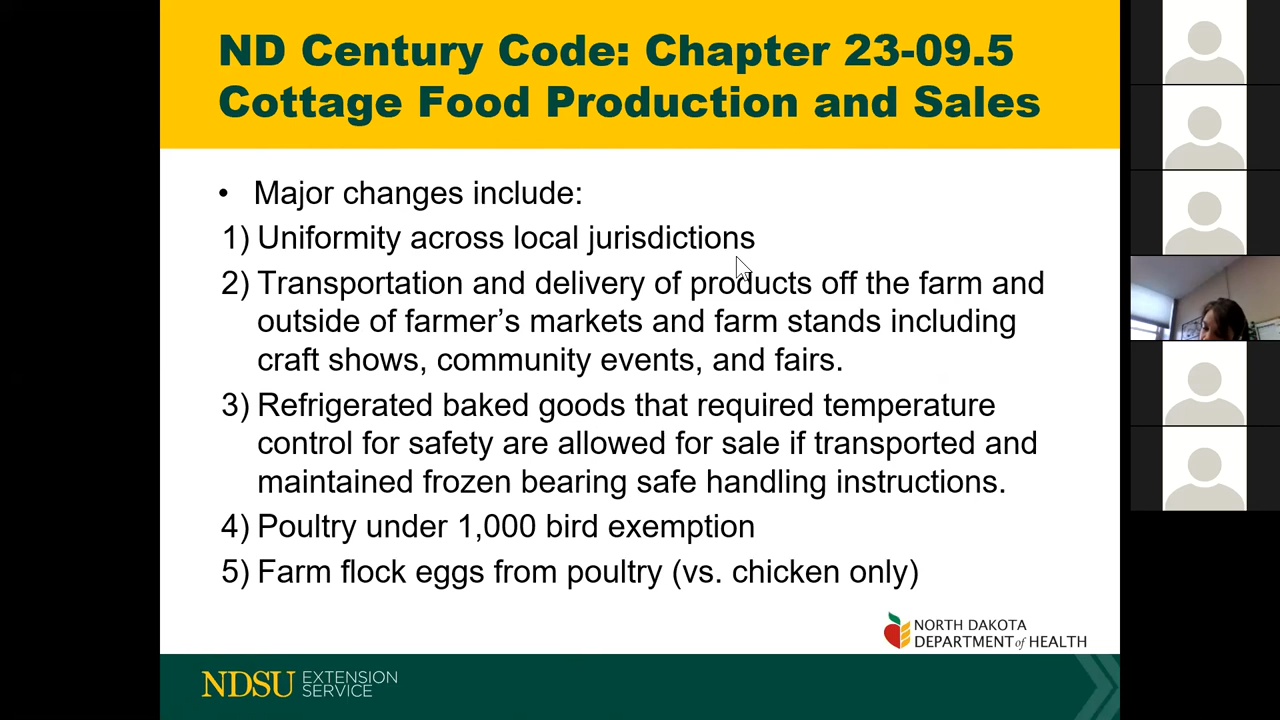 ND Century Code: Chapter 23-09.5
Cottage Food Production and Sales
• Major changes include:
1) Uniformity across local jurisdictions
2) Transportation and delivery of products off the farm and
outside of farmer’s markets and farm stands including
craft shows, community events, and fairs.
3) Refrigerated baked goods that required temperature
control for safety are allowed for sale if transported and
maintained frozen bearing safe handling instructions.
4) Poultry under 1,000 bird exemption
5) Farm flock eggs from poultry (vs. chicken only)
NORTH DAKOTA
DEPARTMENT of HEALTH
NDSU EXTENSION
SERVICE